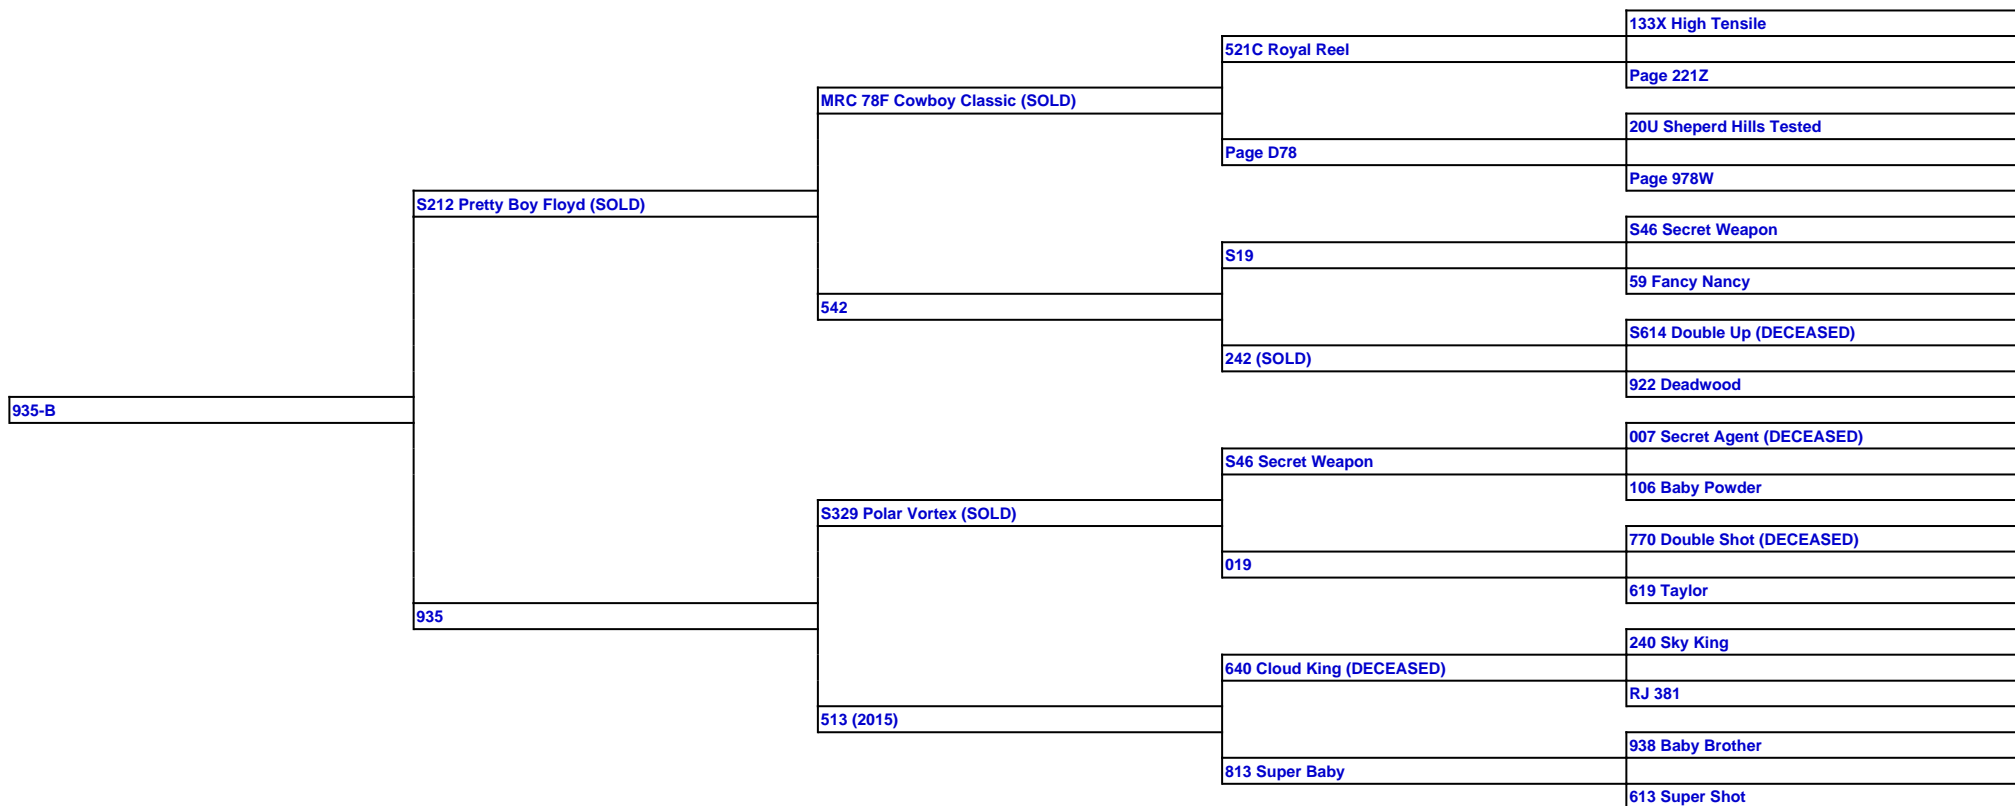 133X High Tensile
521C Royal Reel
Page 221Z
MRC 78F Cowboy Classic (SOLD)
20U Sheperd Hills Tested
Page D78
Page 978W
S212 Pretty Boy Floyd (SOLD)
S46 Secret Weapon
S19
59 Fancy Nancy
542
S614 Double Up (DECEASED)
242 (SOLD)
922 Deadwood
935-B
007 Secret Agent (DECEASED)
S46 Secret Weapon
106 Baby Powder
S329 Polar Vortex (SOLD)
770 Double Shot (DECEASED)
019
619 Taylor
935
240 Sky King
640 Cloud King (DECEASED)
RJ 381
513 (2015)
938 Baby Brother
813 Super Baby
613 Super Shot